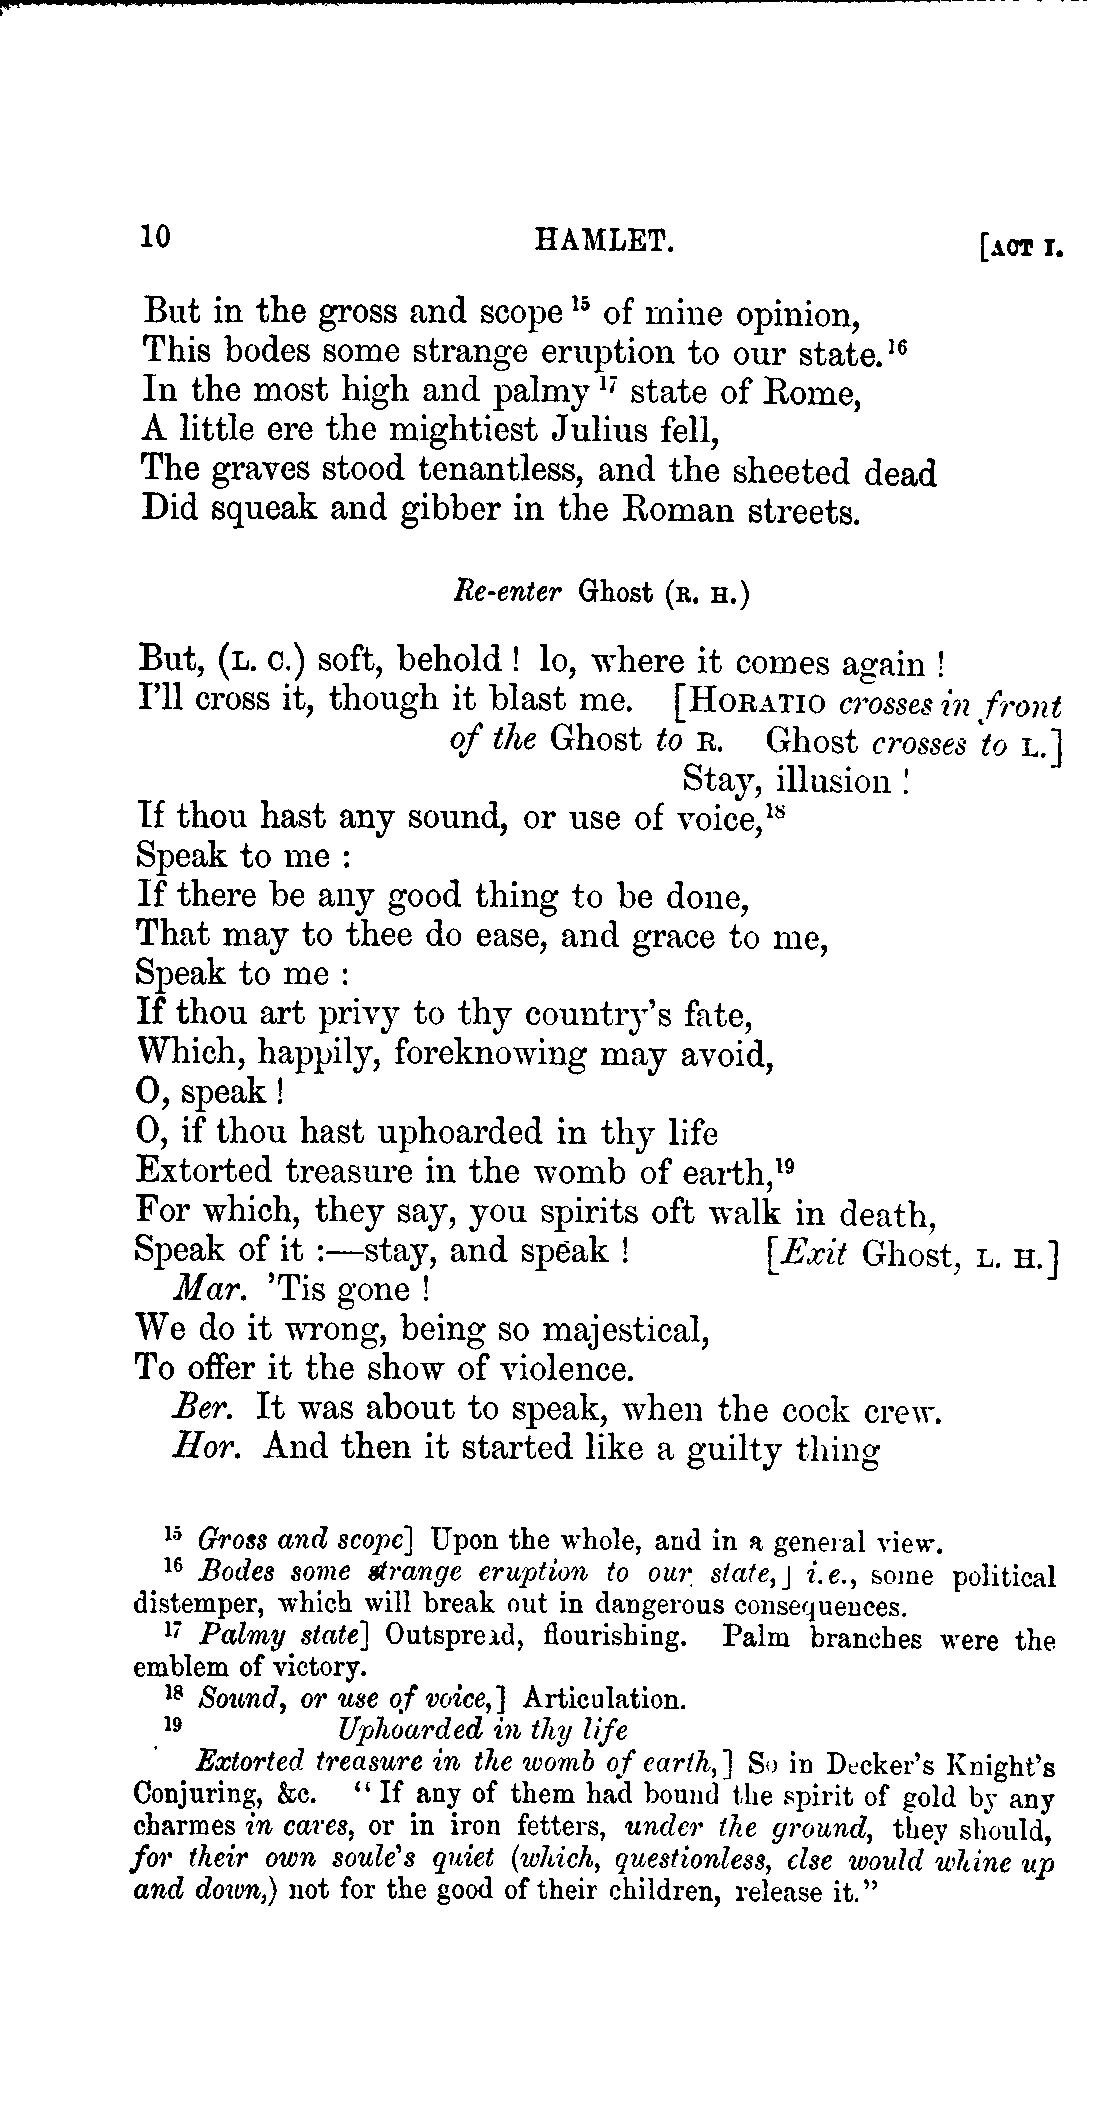 10 HAMLET. [ACT I.
But in the gross and scope ¹⁵ of mine opinion,
This bodes some strange eruption to our state.¹⁶
In the most high and palmy ¹⁷ state of Rome,
A little ere the mightiest Julius fell,
The graves stood tenantless, and the sheeted dead
Did squeak and gibber in the Roman streets.
Re-enter Ghost (R. H.)
But, (L. C.) soft, behold ! lo, where it comes again !
I'll cross it, though it blast me. [HORATIO crosses in front
of the Ghost to R. Ghost crosses to L.]
Stay, illusion !
If thou hast any sound, or use of voice,¹⁸
Speak to me :
If there be any good thing to be done,
That may to thee do ease, and grace to me,
Speak to me :
If thou art privy to thy country's fate,
Which, happily, foreknowing may avoid,
O, speak !
O, if thou hast uphoarded in thy life
Extorted treasure in the womb of earth,¹⁹
For which, they say, you spirits oft walk in death,
Speak of it :—stay, and speak ! [Exit Ghost, L. H.]
Mar. 'Tis gone !
We do it wrong, being so majestical,
To offer it the show of violence.
Ber. It was about to speak, when the cock crew.
Hor. And then it started like a guilty thing
¹⁵ Gross and scope] Upon the whole, and in a general view.
¹⁶ Bodes some strange eruption to our state,] i.e., some political
distemper, which will break out in dangerous consequences.
¹⁷ Palmy state] Outspread, flourishing. Palm branches were the
emblem of victory.
¹⁸ Sound, or use of voice,] Articulation.
¹⁹ Uphoarded in thy life
Extorted treasure in the womb of earth,] So in Decker's Knight's
Conjuring, &c. "If any of them had bound the spirit of gold by any
charmes in caves, or in iron fetters, under the ground, they should,
for their own soule's quiet (which, questionless, else would whine up
and down,) not for the good of their children, release it."